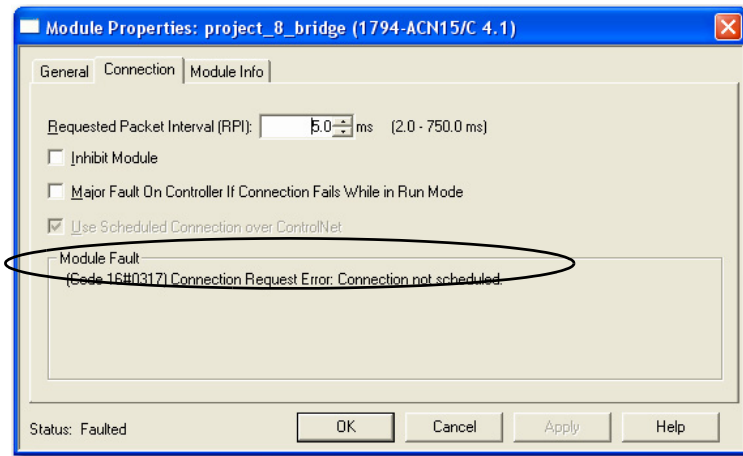 Module Properties: project_8_bridge (1794-ACN15/C 4.1)
General Connection Module Info
Requested Packet Interval (RPI): 5.0 ms (2.0 - 750.0 ms)
Inhibit Module
Major Fault On Controller If Connection Fails While in Run Mode
Use Scheduled Connection over ControlNet
Module Fault
(Code 16#0317) Connection Request Error: Connection not scheduled.
Status: Faulted OK Cancel Apply Help